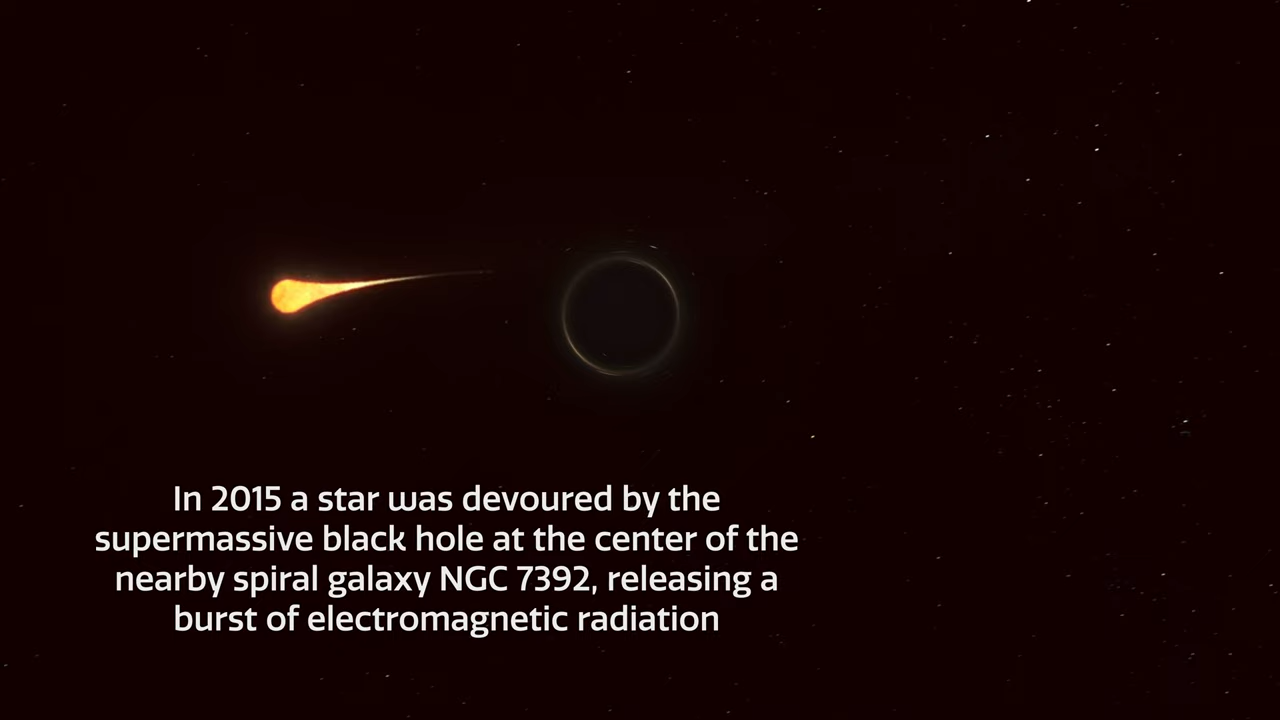 In 2015 a star was devoured by the
supermassive black hole at the center of the
nearby spiral galaxy NGC 7392, releasing a
burst of electromagnetic radiation